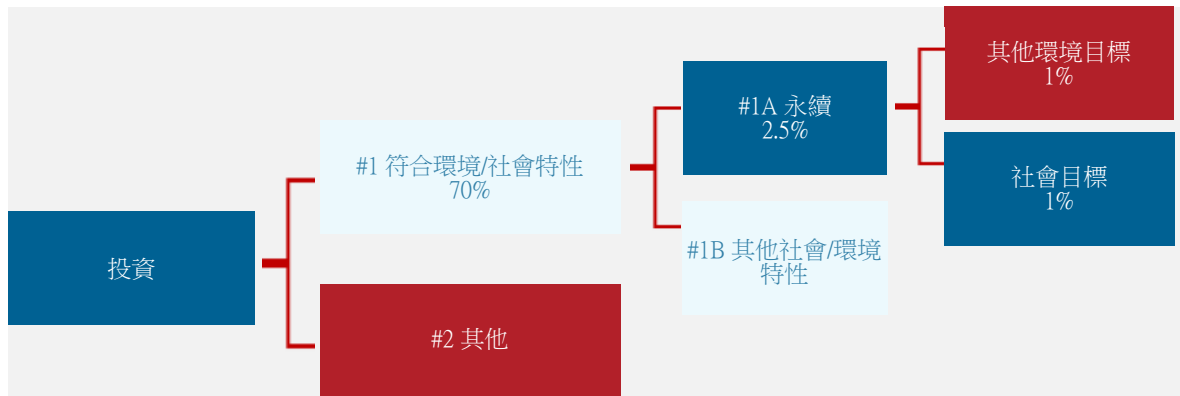 投資
#1 符合環境/社會特性
70%
#2 其他
#1A 永續
2.5%
#1B 其他社會/環境
特性
其他環境目標
1%
社會目標
1%